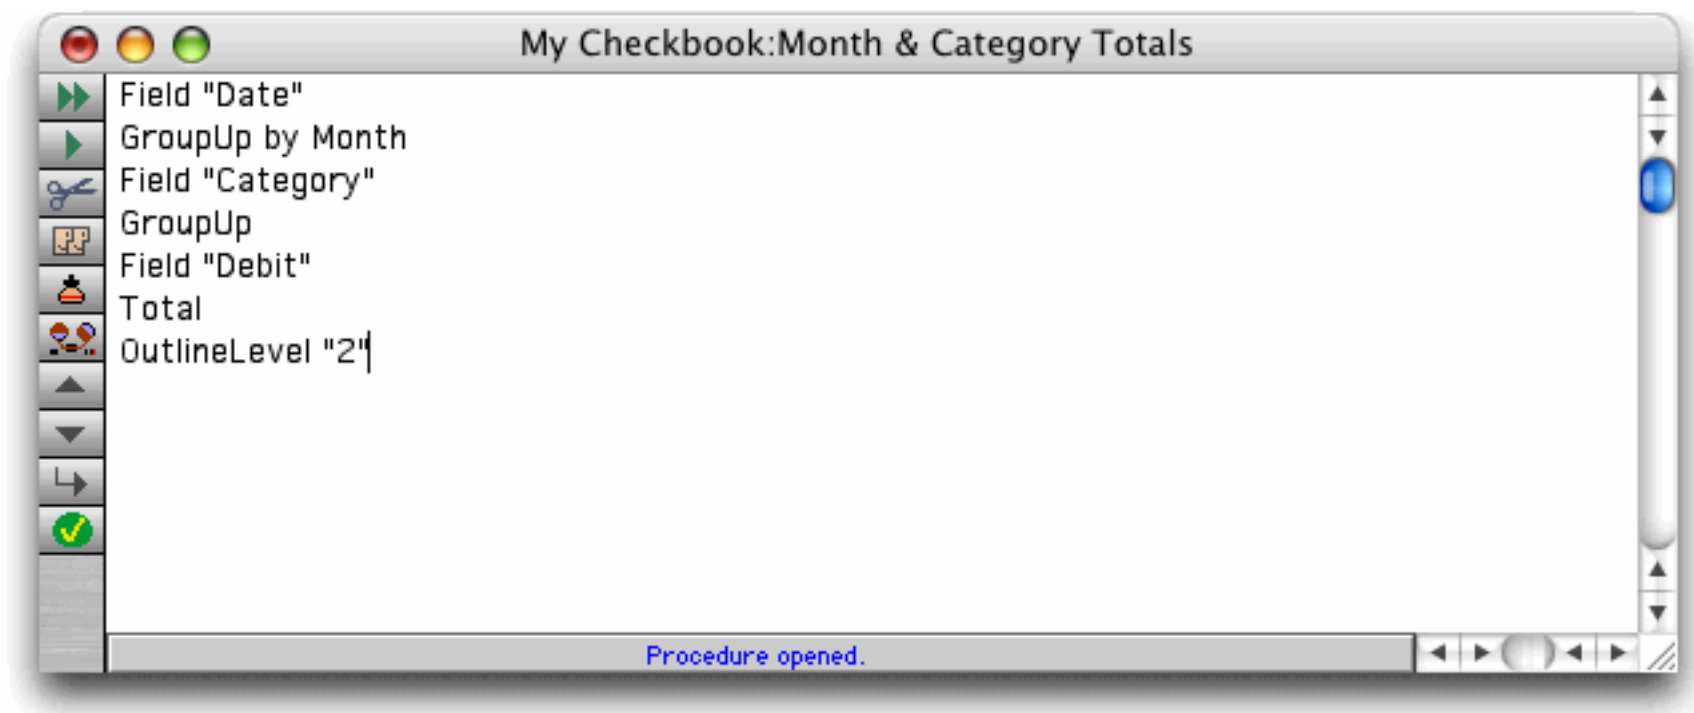 My Checkbook:Month & Category Totals
Field "Date"
GroupUp by Month
Field "Category"
GroupUp
Field "Debit"
Total
OutlineLevel "2"
Procedure opened.